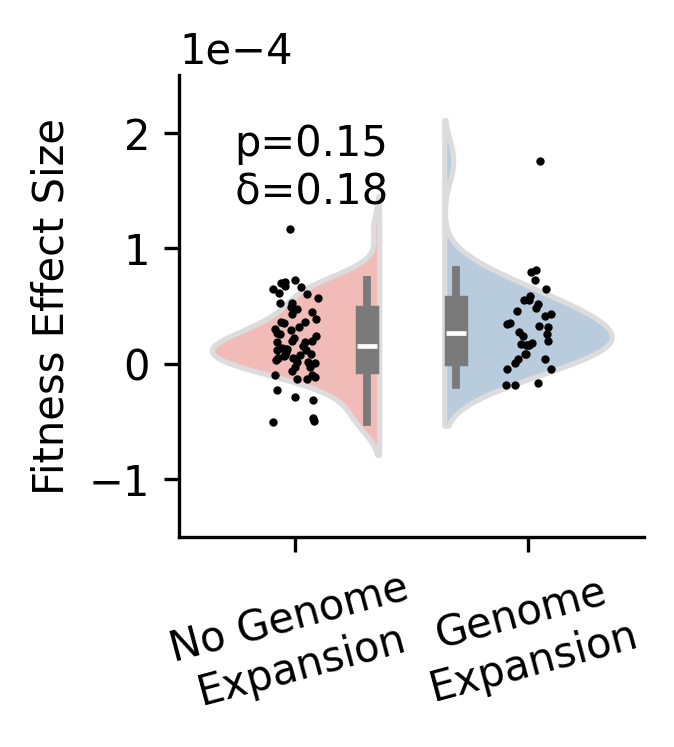 1e−4
Fitness Effect Size
2
1
0
−1
p=0.15
δ=0.18
No Genome
Expansion
Genome
Expansion